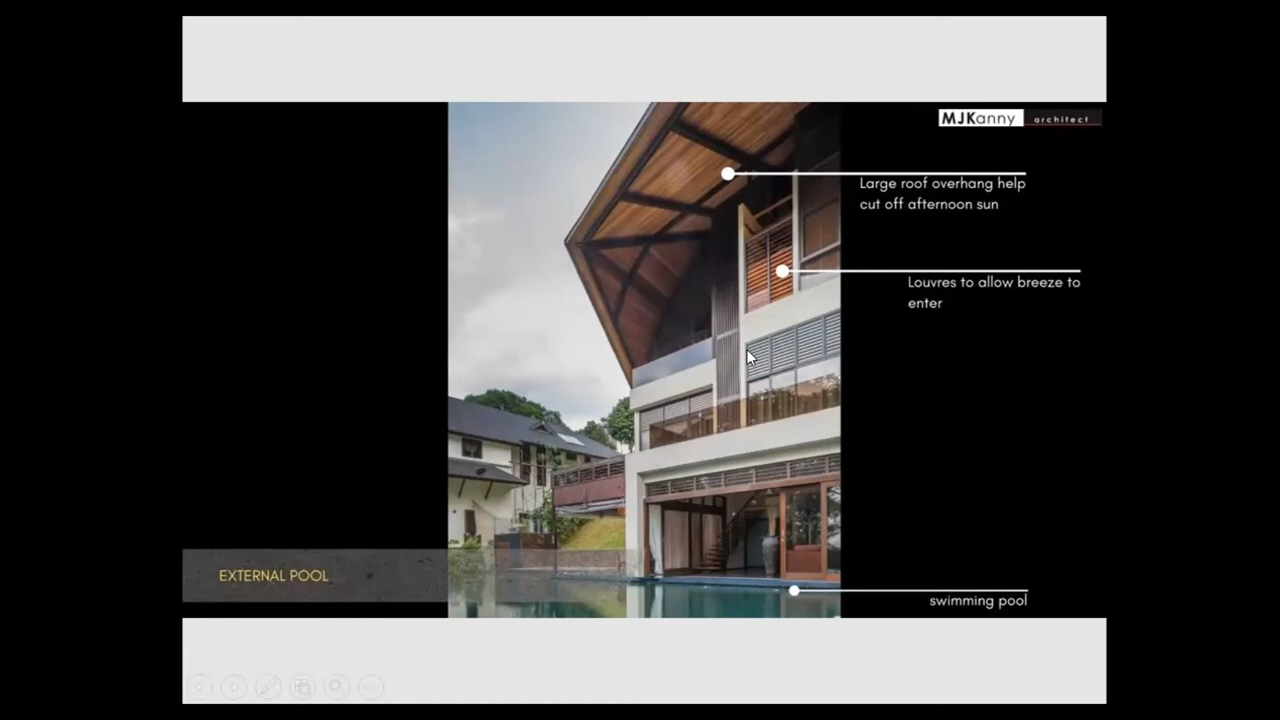 MJKanny architect
Large roof overhang help
cut off afternoon sun
Louvres to allow breeze to
enter
EXTERNAL POOL
swimming pool